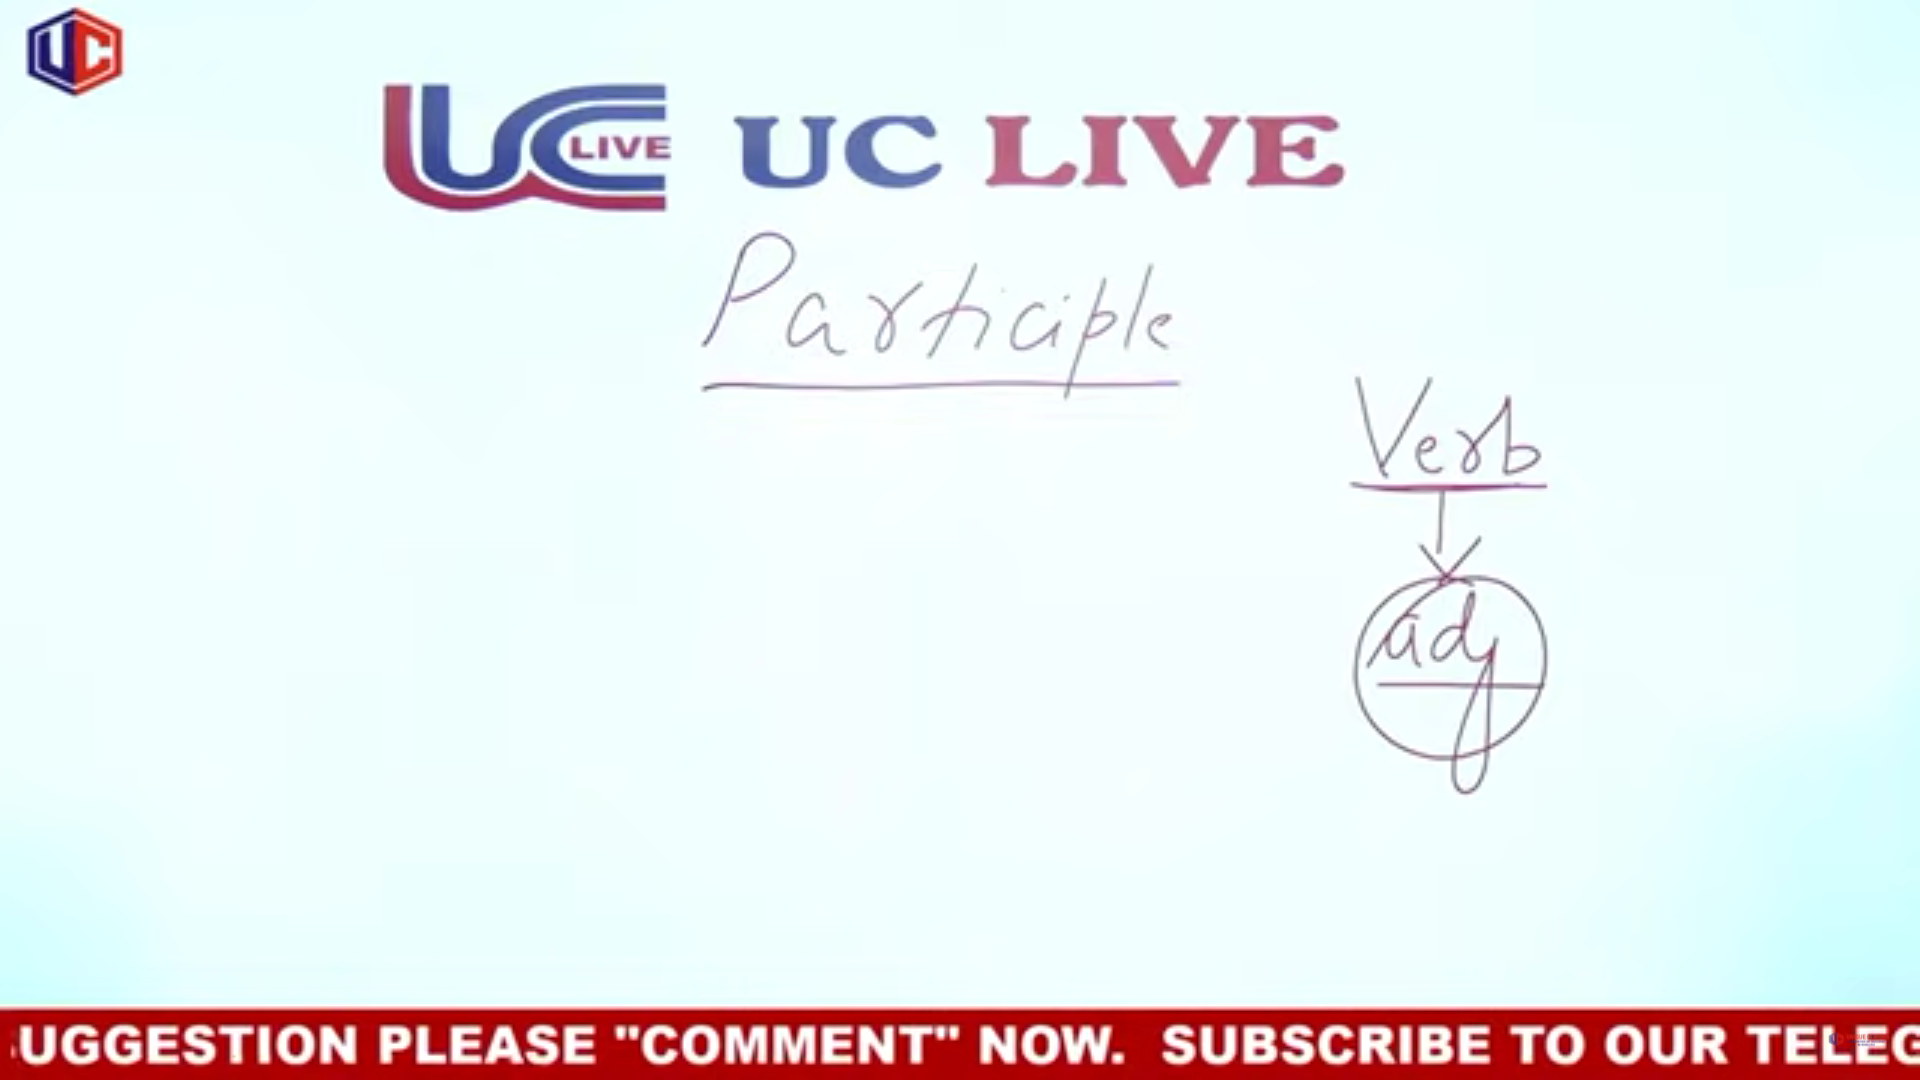 UC
UC LIVE UC LIVE
Participle
Verb
adj
UGGESTION PLEASE "COMMENT" NOW. SUBSCRIBE TO OUR TELEG